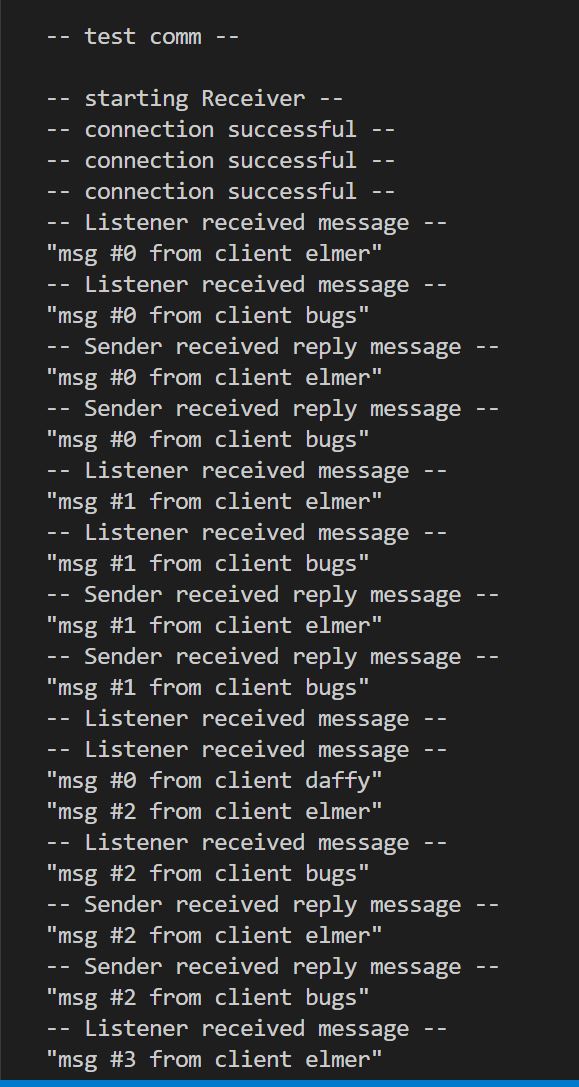 -- test comm --
-- starting Receiver --
-- connection successful --
-- connection successful --
-- connection successful --
-- Listener received message --
"msg #0 from client elmer"
-- Listener received message --
"msg #0 from client bugs"
-- Sender received reply message --
"msg #0 from client elmer"
-- Sender received reply message --
"msg #0 from client bugs"
-- Listener received message --
"msg #1 from client elmer"
-- Listener received message --
"msg #1 from client bugs"
-- Sender received reply message --
"msg #1 from client elmer"
-- Sender received reply message --
"msg #1 from client bugs"
-- Listener received message --
-- Listener received message --
"msg #0 from client daffy"
"msg #2 from client elmer"
-- Listener received message --
"msg #2 from client bugs"
-- Sender received reply message --
"msg #2 from client elmer"
-- Sender received reply message --
"msg #2 from client bugs"
-- Listener received message --
"msg #3 from client elmer"